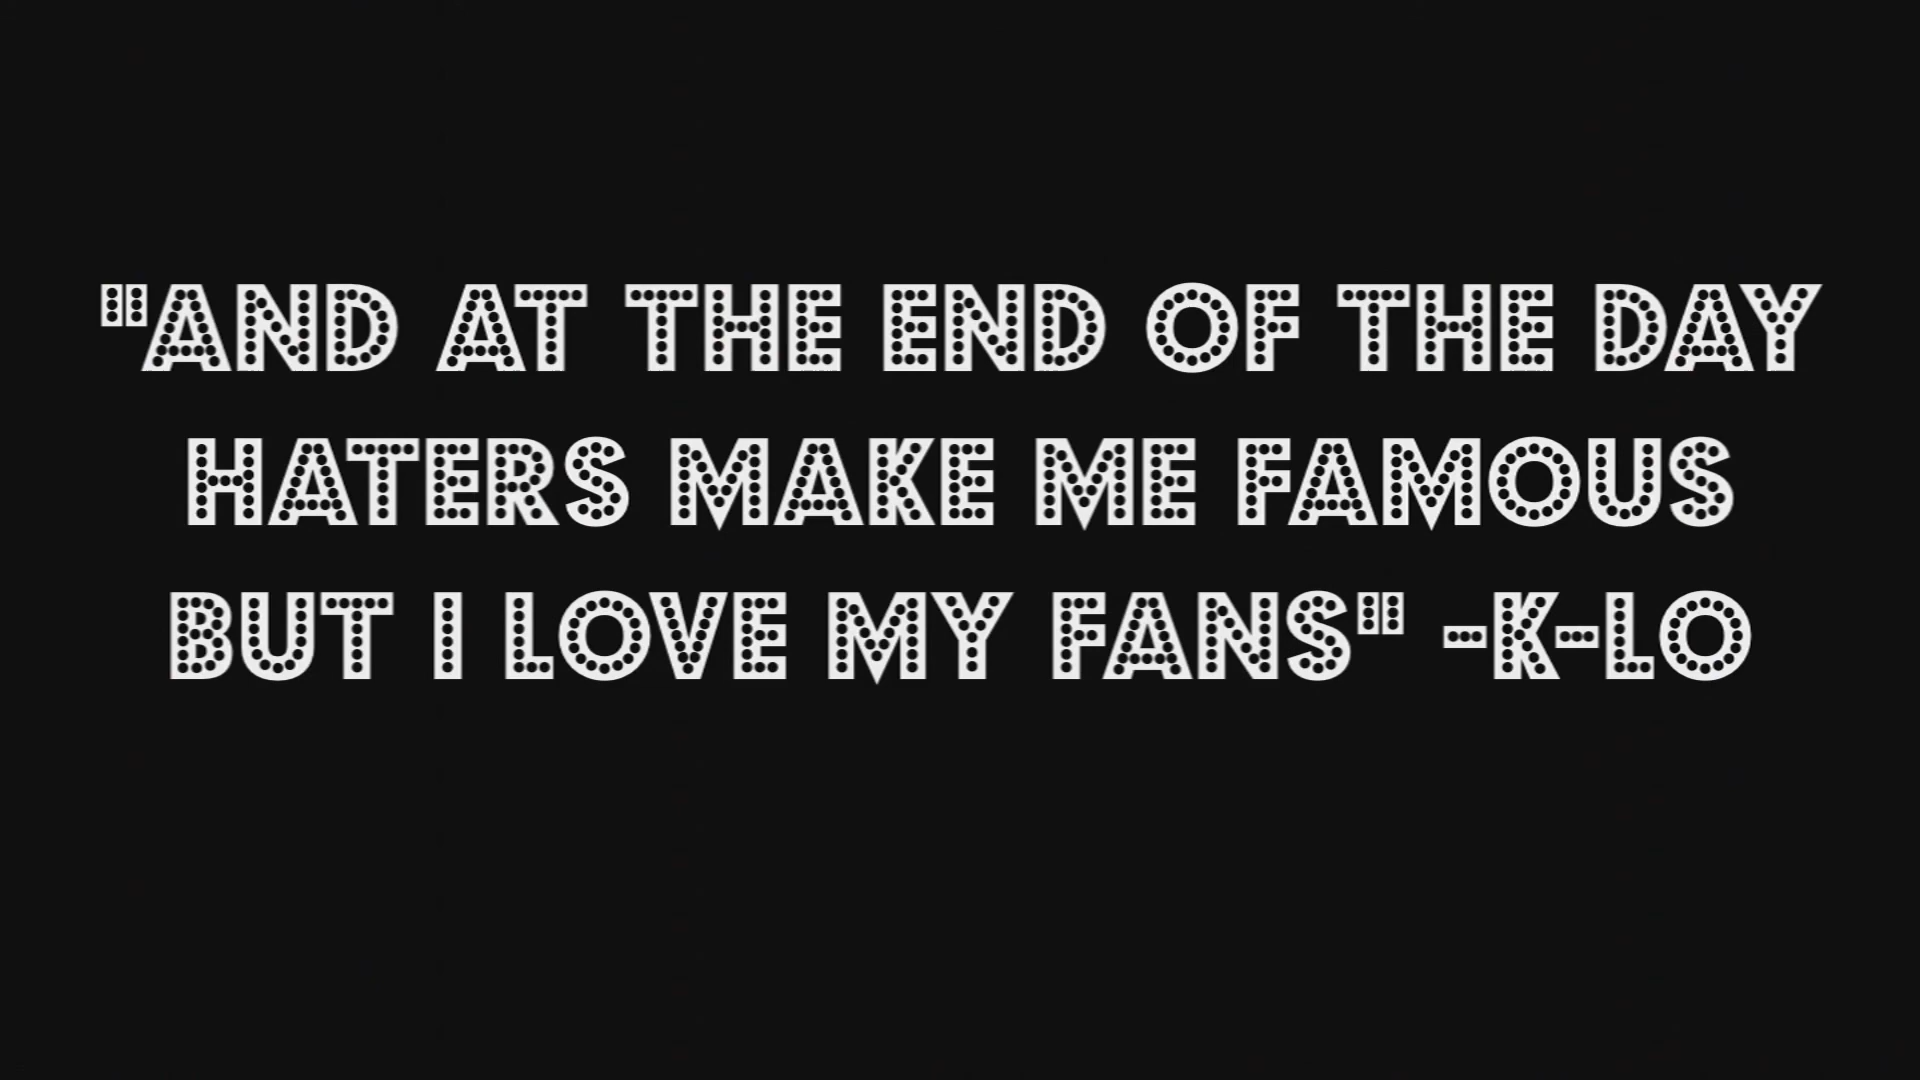 "AND AT THE END OF THE DAY
HATERS MAKE ME FAMOUS
BUT I LOVE MY FANS" -K-LO